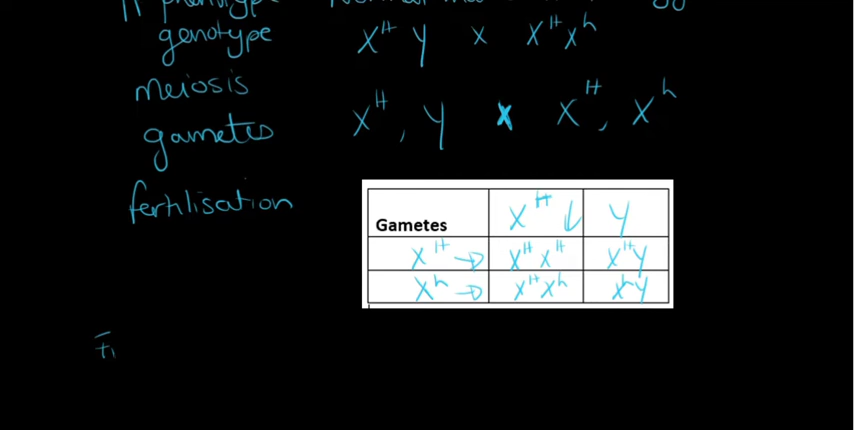 genotype X^H Y x X^H X^h
meiosis
gametes X^H, Y x X^H, X^h
fertilisation
Gametes X^H ↓ Y
X^H → X^H X^H X^H Y
X^h → X^H X^h X^h Y